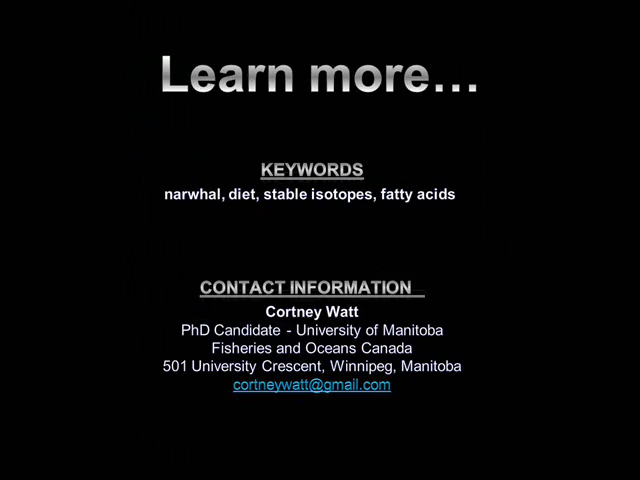 Learn more…
KEYWORDS
narwhal, diet, stable isotopes, fatty acids
CONTACT INFORMATION
Cortney Watt
PhD Candidate - University of Manitoba
Fisheries and Oceans Canada
501 University Crescent, Winnipeg, Manitoba
cortneywatt@gmail.com